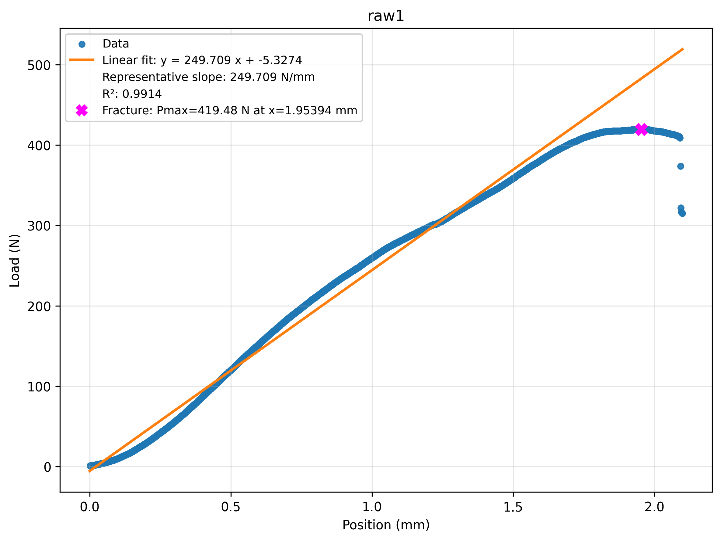 raw1
Data
Linear fit: y = 249.709 x + -5.3274
Representative slope: 249.709 N/mm
R²: 0.9914
Fracture: Pmax=419.48 N at x=1.95394 mm
Load (N)
500
400
300
200
100
0
0.0 0.5 1.0 1.5 2.0
Position (mm)